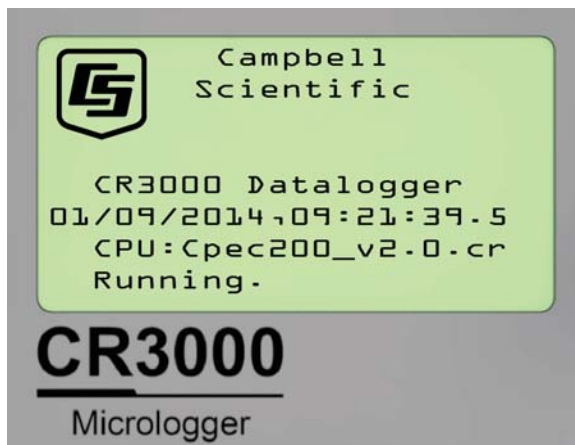 Campbell
Scientific
CR3000 Datalogger
01/09/2014,09:21:39.5
CPU:Cpec200_v2.0.cr
Running.
CR3000
Micrologger